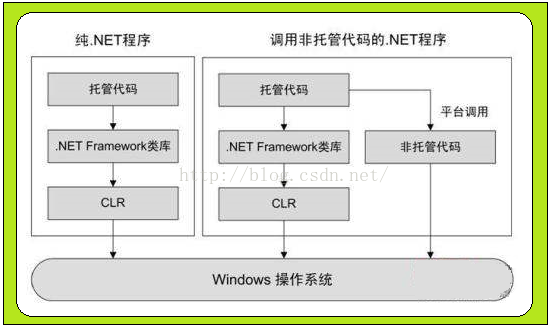 纯.NET程序
调用非托管代码的.NET程序
托管代码
.NET Framework类库
CLR
托管代码
平台调用
.NET Framework类库
非托管代码
CLR
http://blog.csdn.net/
Windows 操作系统